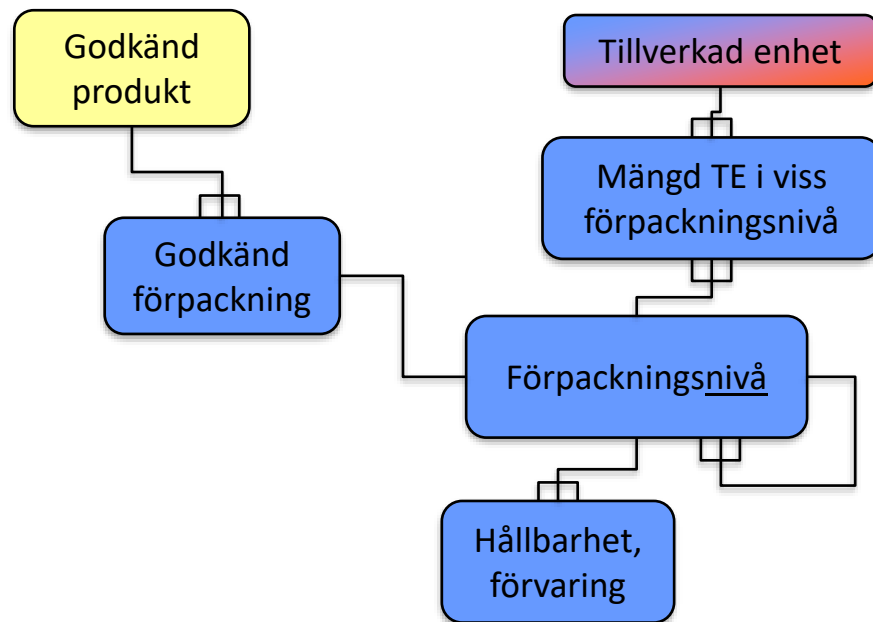 Godkänd
produkt
Tillverkad enhet
Mängd TE i viss
förpackningsnivå
Godkänd
förpackning
Förpackningsnivå
Hållbarhet,
förvaring